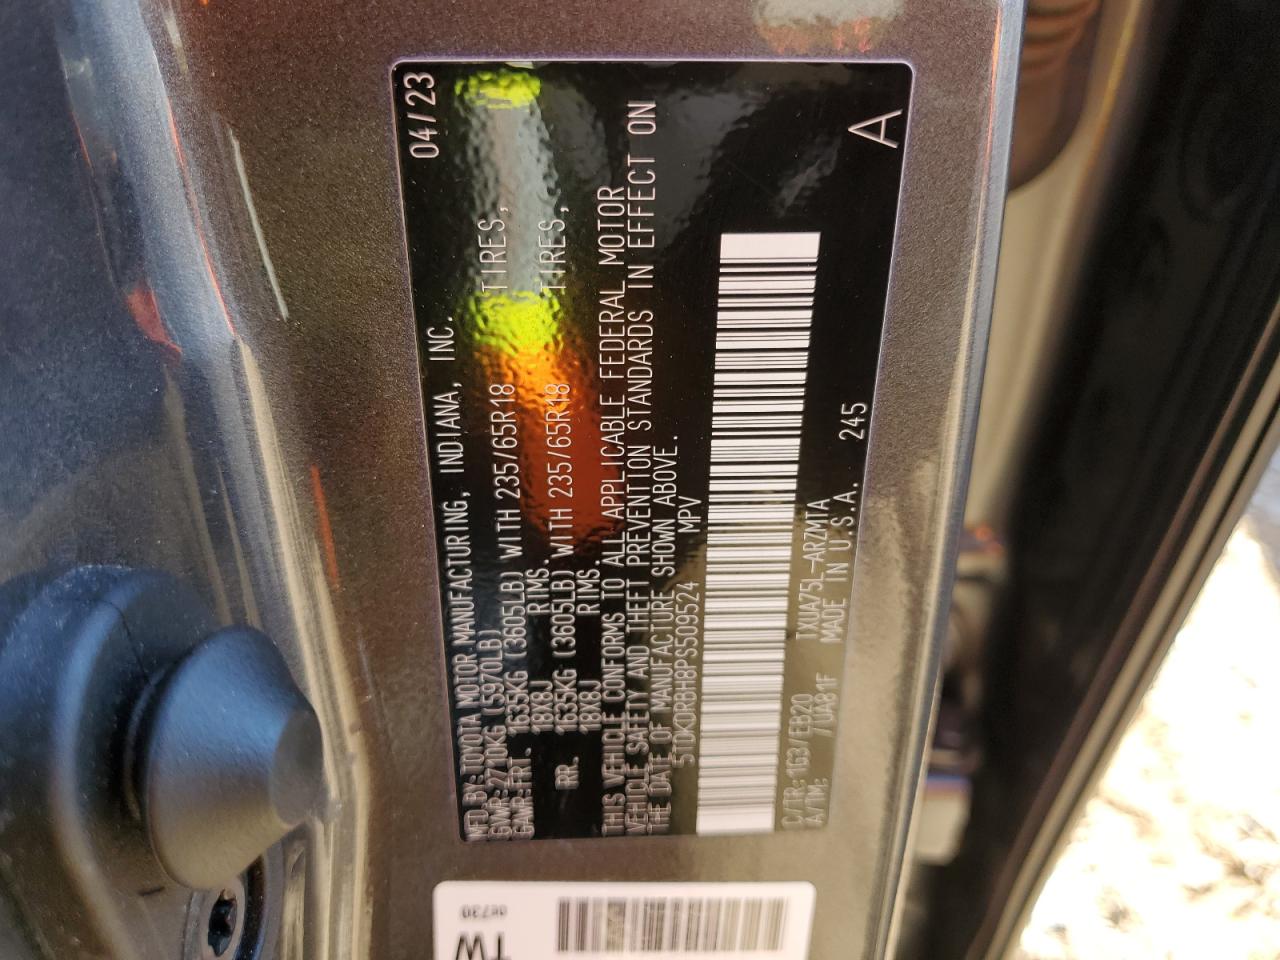 MFD.BY:TOYOTA MOTOR MANUFACTURING, INDIANA, INC. 04/23
GVWR:2710KG (5970LB)
GAWR:FRT. 1635KG (3605LB) WITH 235/65R18 TIRES,
18X8J RIMS.
RR. 1635KG (3605LB) WITH 235/65R18 TIRES,
18X8J RIMS.
THIS VEHICLE CONFORMS TO ALL APPLICABLE FEDERAL MOTOR
VEHICLE SAFETY AND THEFT PREVENTION STANDARDS IN EFFECT ON
THE DATE OF MANUFACTURE SHOWN ABOVE.
5TDKDRBH8PS509524 MPV
C/TR:1G3/EB20 TXUA75L-ARZMTA 245
A/TM: /UA81F MADE IN U.S.A.
A
TW